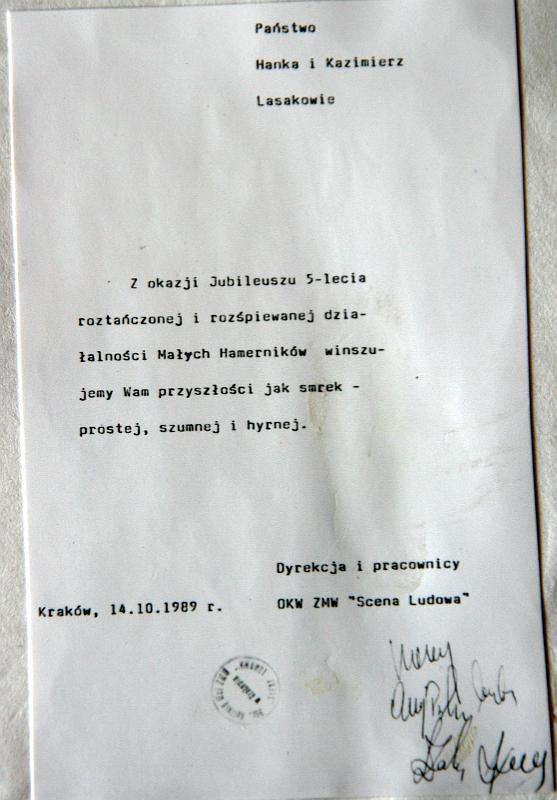 Państwo
Hanka i Kazimierz
Lasakowie
Z okazji Jubileuszu 5-lecia
roztańczonej i rozśpiewanej dzia-
łalności Małych Hamerników winszu-
jemy Wam przyszłości jak smrek -
prostej, szumnej i hyrnej.
Dyrekcja i pracownicy
Kraków, 14.10.1989 r. OKW ZMW "Scena Ludowa"